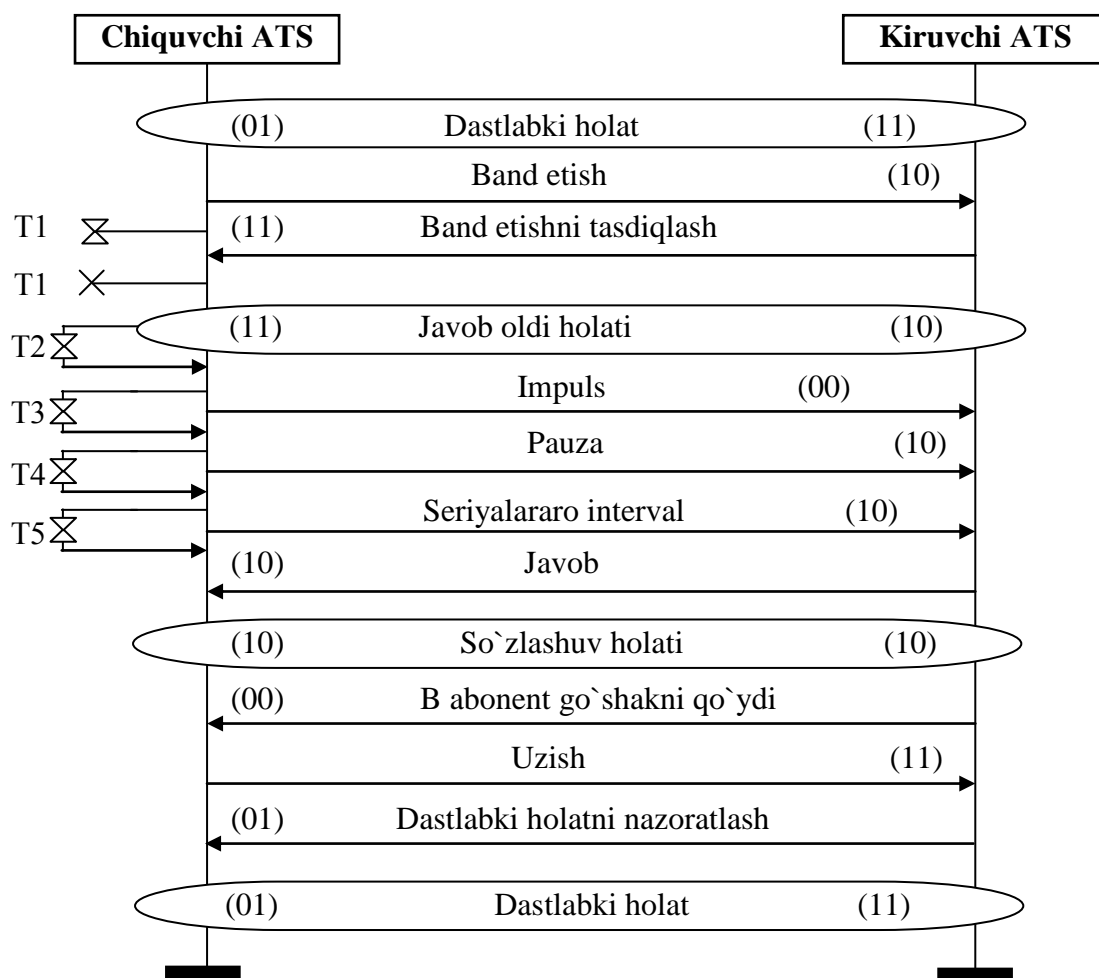 Chiquvchi ATS Kiruvchi ATS
(01) Dastlabki holat (11)
Band etish (10)
T1 (11) Band etishni tasdiqlash
T1
(11) Javob oldi holati (10)
T2
Impuls (00)
T3
Pauza (10)
T4
Seriyalararo interval (10)
T5
(10) Javob
(10) So`zlashuv holati (10)
(00) B abonent go`shakni qo`ydi
Uzish (11)
(01) Dastlabki holatni nazoratlash
(01) Dastlabki holat (11)